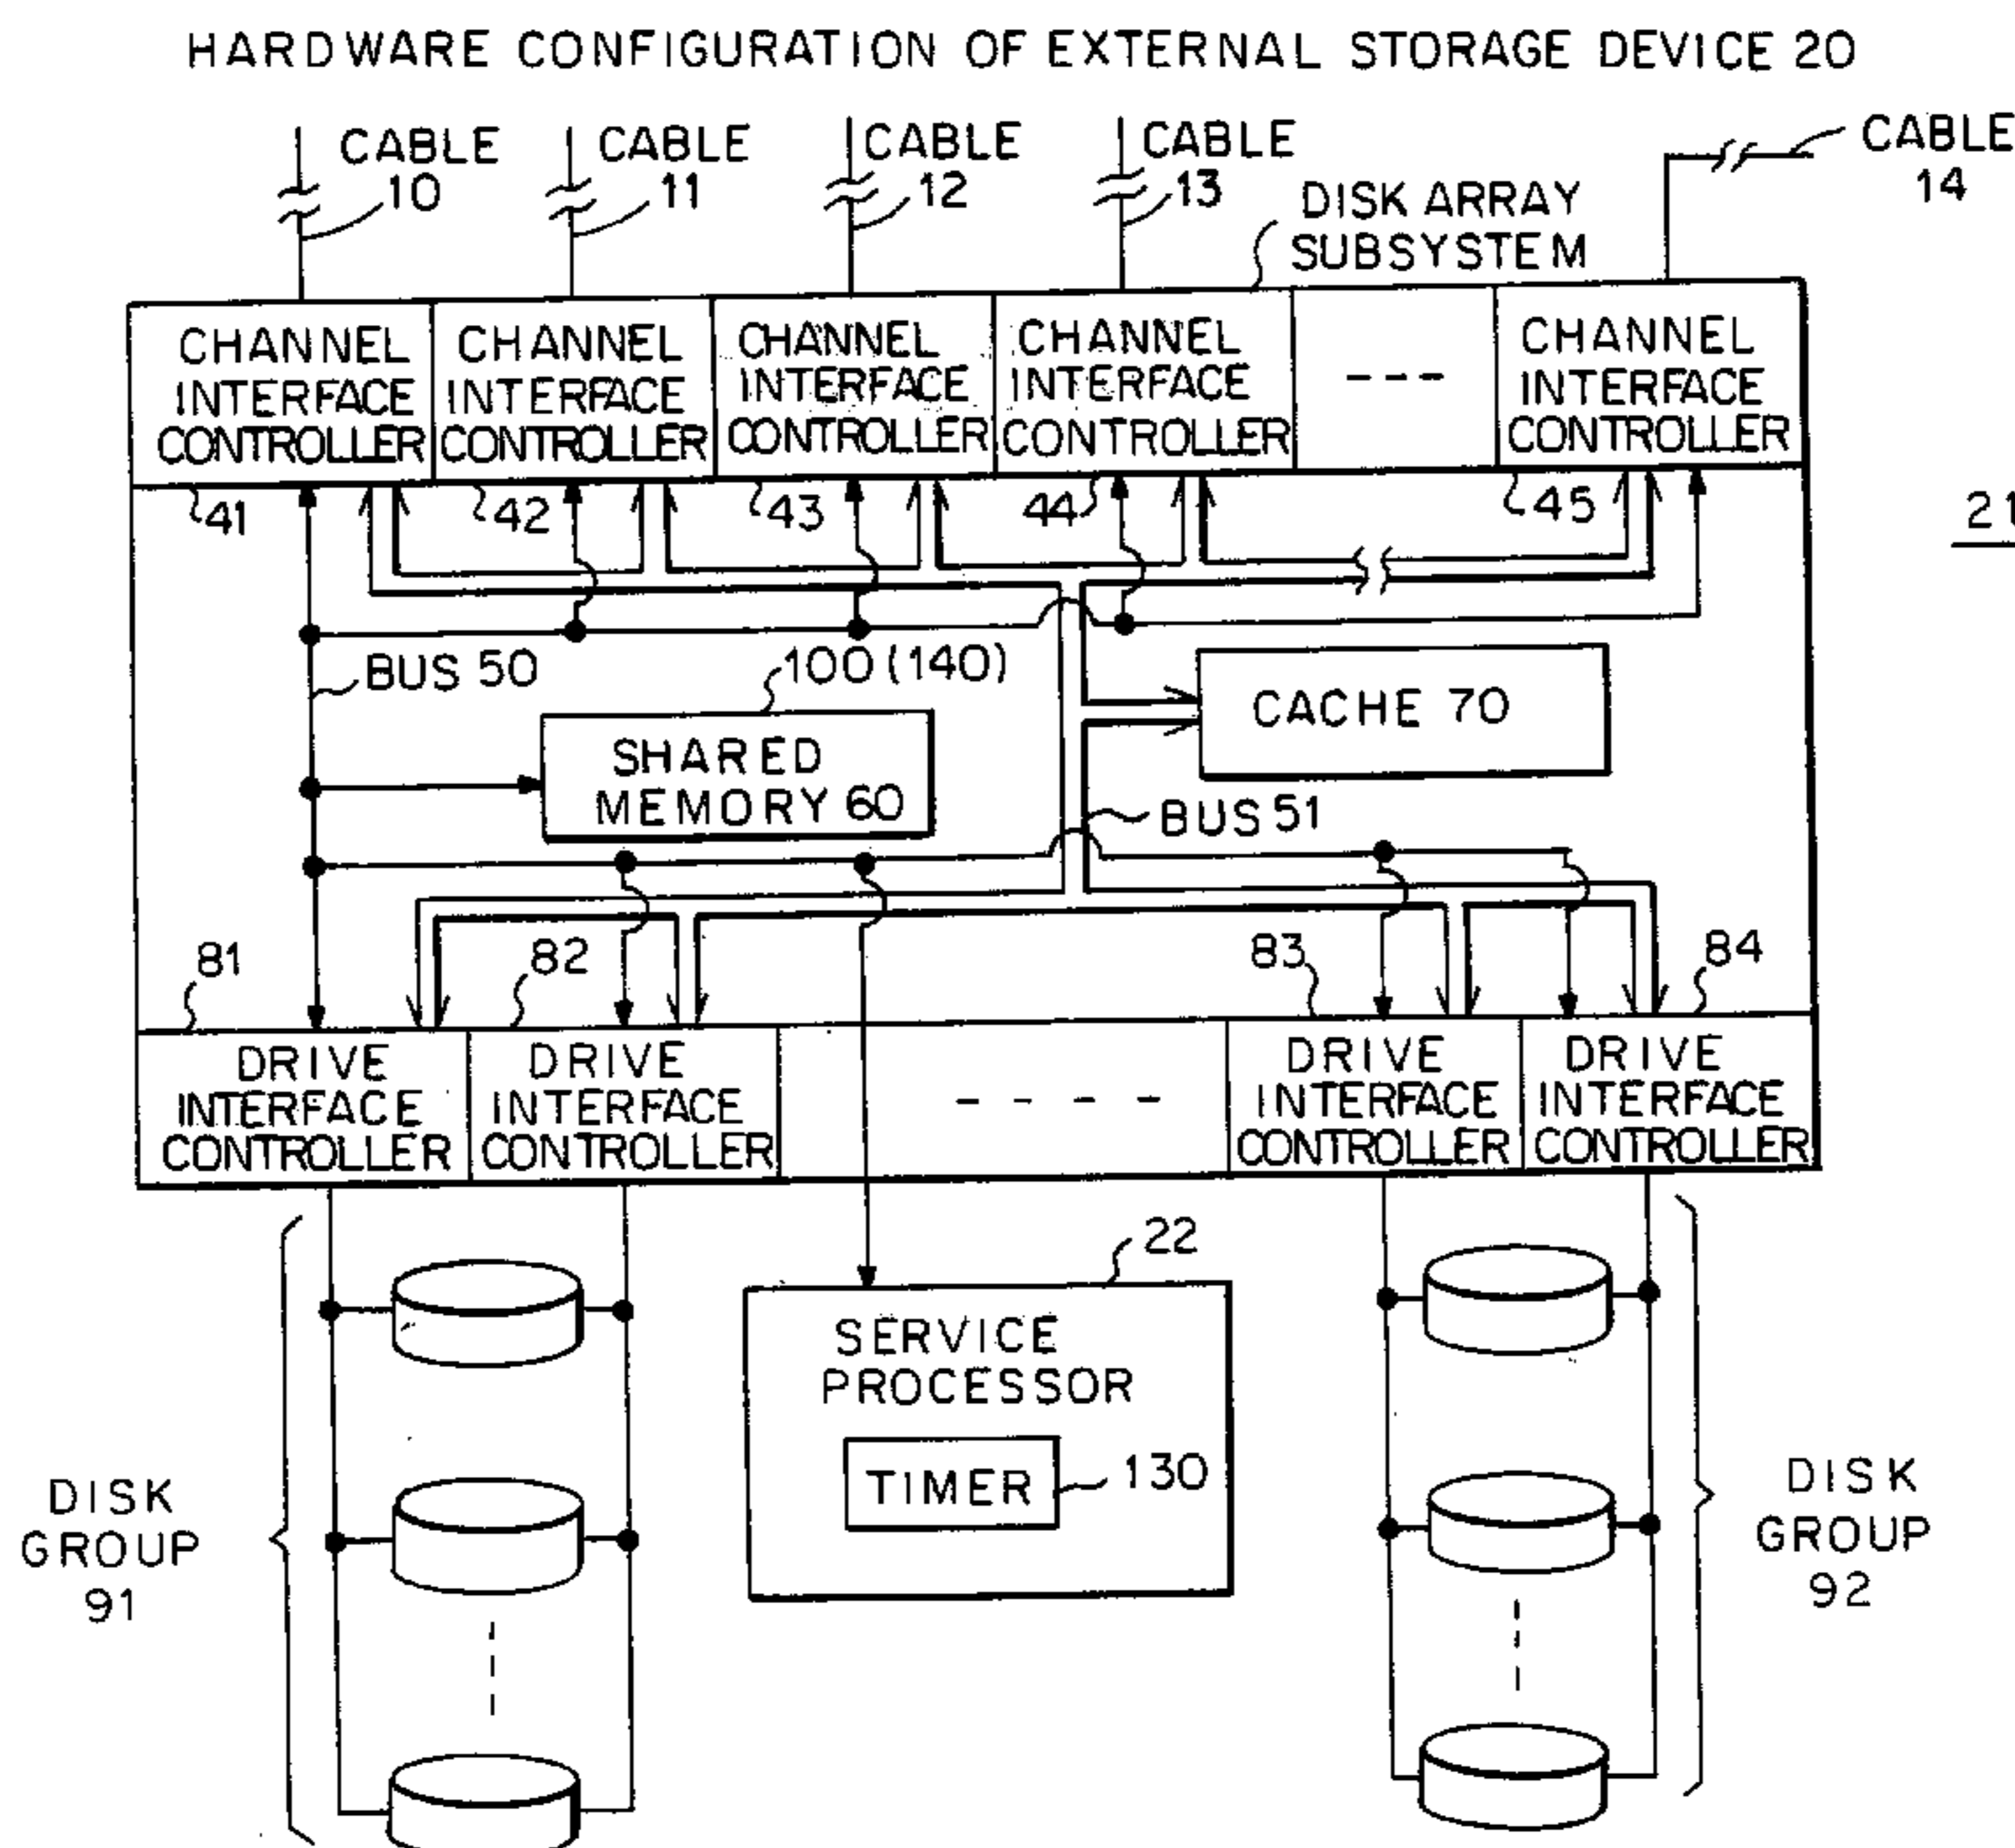 HARDWARE CONFIGURATION OF EXTERNAL STORAGE DEVICE 20
CABLE
10
CABLE
11
CABLE
12
CABLE
13
CABLE
14
DISK ARRAY
SUBSYSTEM
CHANNEL
INTERFACE
CONTROLLER
CHANNEL
INTERFACE
CONTROLLER
CHANNEL
INTERFACE
CONTROLLER
CHANNEL
INTERFACE
CONTROLLER
CHANNEL
INTERFACE
CONTROLLER
41
42
43
44
45
21
BUS 50
100 (140)
SHARED
MEMORY 60
CACHE 70
BUS 51
81
82
83
84
DRIVE
INTERFACE
CONTROLLER
DRIVE
INTERFACE
CONTROLLER
DRIVE
INTERFACE
CONTROLLER
DRIVE
INTERFACE
CONTROLLER
22
SERVICE
PROCESSOR
TIMER
130
DISK
GROUP
91
DISK
GROUP
92